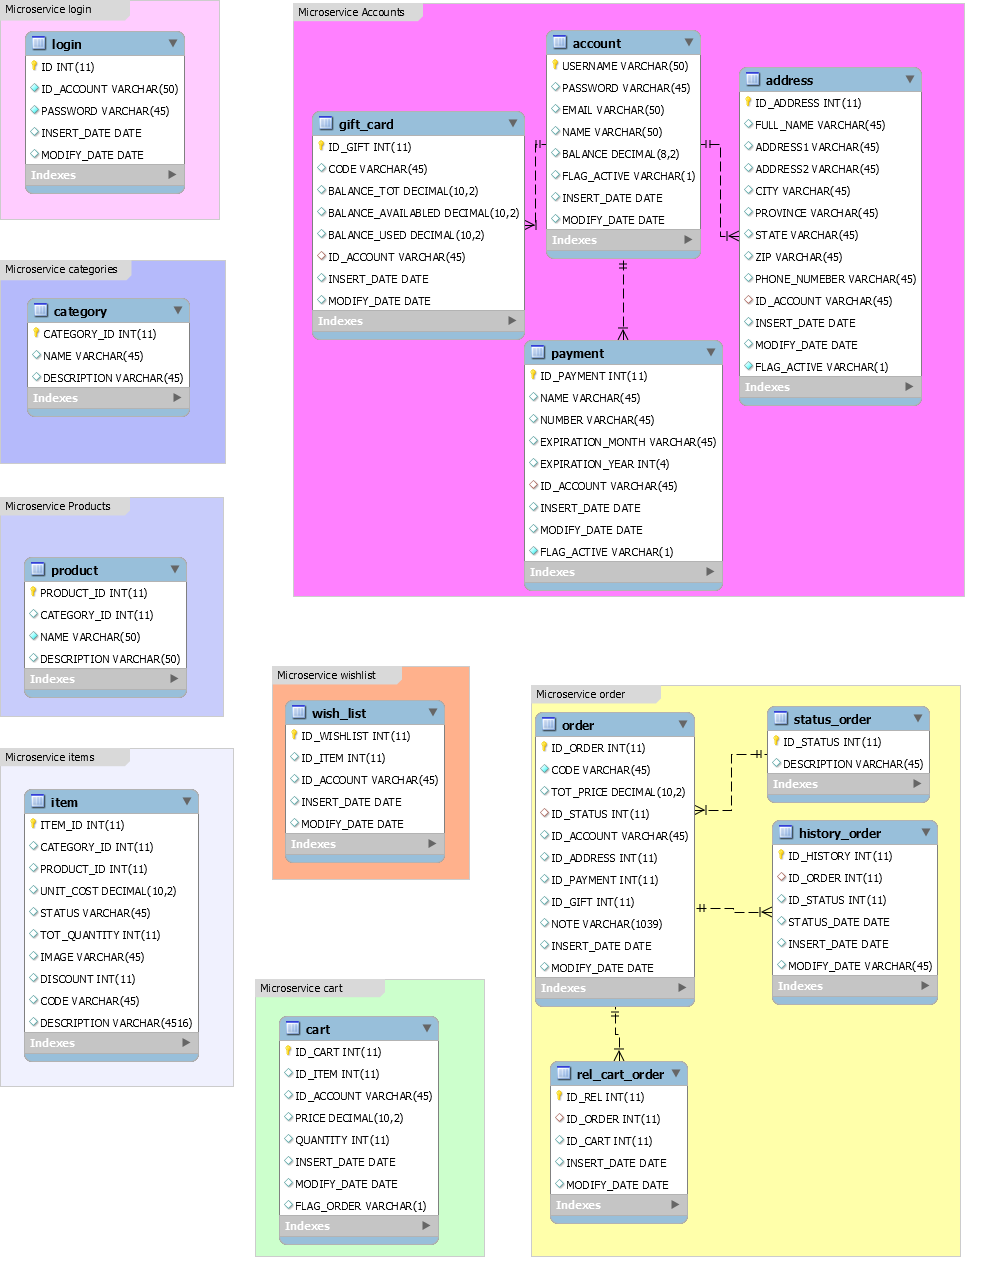 Microservice login
login
ID INT(11)
ID_ACCOUNT VARCHAR(50)
PASSWORD VARCHAR(45)
INSERT_DATE DATE
MODIFY_DATE DATE
Indexes
Microservice categories
category
CATEGORY_ID INT(11)
NAME VARCHAR(45)
DESCRIPTION VARCHAR(45)
Indexes
Microservice Products
product
PRODUCT_ID INT(11)
CATEGORY_ID INT(11)
NAME VARCHAR(50)
DESCRIPTION VARCHAR(50)
Indexes
Microservice items
item
ITEM_ID INT(11)
CATEGORY_ID INT(11)
PRODUCT_ID INT(11)
UNIT_COST DECIMAL(10,2)
STATUS VARCHAR(45)
TOT_QUANTITY INT(11)
IMAGE VARCHAR(45)
DISCOUNT INT(11)
CODE VARCHAR(45)
DESCRIPTION VARCHAR(4516)
Indexes
Microservice Accounts
gift_card
ID_GIFT INT(11)
CODE VARCHAR(45)
BALANCE_TOT DECIMAL(10,2)
BALANCE_AVAILABLED DECIMAL(10,2)
BALANCE_USED DECIMAL(10,2)
ID_ACCOUNT VARCHAR(45)
INSERT_DATE DATE
MODIFY_DATE DATE
Indexes
account
USERNAME VARCHAR(50)
PASSWORD VARCHAR(45)
EMAIL VARCHAR(50)
NAME VARCHAR(50)
BALANCE DECIMAL(8,2)
FLAG_ACTIVE VARCHAR(1)
INSERT_DATE DATE
MODIFY_DATE DATE
Indexes
address
ID_ADDRESS INT(11)
FULL_NAME VARCHAR(45)
ADDRESS1 VARCHAR(45)
ADDRESS2 VARCHAR(45)
CITY VARCHAR(45)
PROVINCE VARCHAR(45)
STATE VARCHAR(45)
ZIP VARCHAR(45)
PHONE_NUMEBER VARCHAR(45)
ID_ACCOUNT VARCHAR(45)
INSERT_DATE DATE
MODIFY_DATE DATE
FLAG_ACTIVE VARCHAR(1)
Indexes
payment
ID_PAYMENT INT(11)
NAME VARCHAR(45)
NUMBER VARCHAR(45)
EXPIRATION_MONTH VARCHAR(45)
EXPIRATION_YEAR INT(4)
ID_ACCOUNT VARCHAR(45)
INSERT_DATE DATE
MODIFY_DATE DATE
FLAG_ACTIVE VARCHAR(1)
Indexes
Microservice wishlist
wish_list
ID_WISHLIST INT(11)
ID_ITEM INT(11)
ID_ACCOUNT VARCHAR(45)
INSERT_DATE DATE
MODIFY_DATE DATE
Indexes
Microservice cart
cart
ID_CART INT(11)
ID_ITEM INT(11)
ID_ACCOUNT VARCHAR(45)
PRICE DECIMAL(10,2)
QUANTITY INT(11)
INSERT_DATE DATE
MODIFY_DATE DATE
FLAG_ORDER VARCHAR(1)
Indexes
Microservice order
order
ID_ORDER INT(11)
CODE VARCHAR(45)
TOT_PRICE DECIMAL(10,2)
ID_STATUS INT(11)
ID_ACCOUNT VARCHAR(45)
ID_ADDRESS INT(11)
ID_PAYMENT INT(11)
ID_GIFT INT(11)
NOTE VARCHAR(1039)
INSERT_DATE DATE
MODIFY_DATE DATE
Indexes
status_order
ID_STATUS INT(11)
DESCRIPTION VARCHAR(45)
Indexes
history_order
ID_HISTORY INT(11)
ID_ORDER INT(11)
ID_STATUS INT(11)
STATUS_DATE DATE
INSERT_DATE DATE
MODIFY_DATE VARCHAR(45)
Indexes
rel_cart_order
ID_REL INT(11)
ID_ORDER INT(11)
ID_CART INT(11)
INSERT_DATE DATE
MODIFY_DATE DATE
Indexes